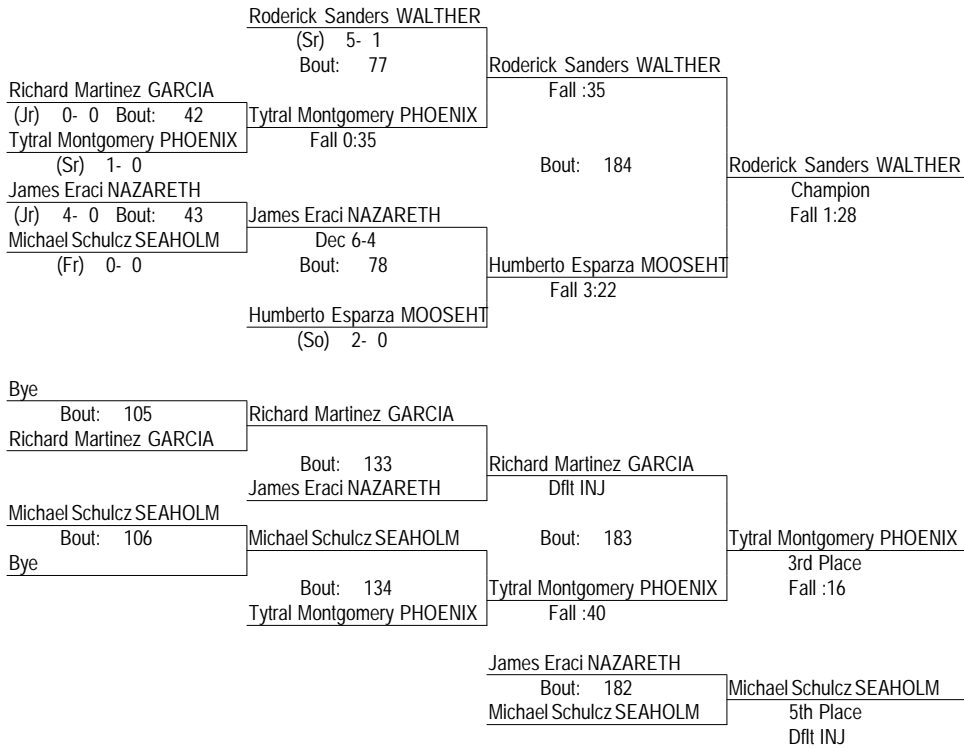 Roderick Sanders WALTHER
(Sr) 5- 1
Bout: 77
Roderick Sanders WALTHER
Richard Martinez GARCIA
Fall :35
(Jr) 0- 0 Bout: 42
Tytral Montgomery PHOENIX
Tytral Montgomery PHOENIX
Fall 0:35
(Sr) 1- 0
Bout: 184
Roderick Sanders WALTHER
James Eraci NAZARETH
Champion
(Jr) 4- 0 Bout: 43
James Eraci NAZARETH
Fall 1:28
Michael Schulcz SEAHOLM
Dec 6-4
(Fr) 0- 0
Bout: 78
Humberto Esparza MOOSEHT
Fall 3:22
Humberto Esparza MOOSEHT
(So) 2- 0
Bye
Bout: 105
Richard Martinez GARCIA
Richard Martinez GARCIA
Bout: 133
Richard Martinez GARCIA
James Eraci NAZARETH
Dflt INJ
Michael Schulcz SEAHOLM
Bout: 106
Michael Schulcz SEAHOLM
Bout: 183
Tytral Montgomery PHOENIX
Bye
3rd Place
Bout: 134
Tytral Montgomery PHOENIX
Fall :16
Tytral Montgomery PHOENIX
Fall :40
James Eraci NAZARETH
Bout: 182
Michael Schulcz SEAHOLM
Michael Schulcz SEAHOLM
5th Place
Dflt INJ